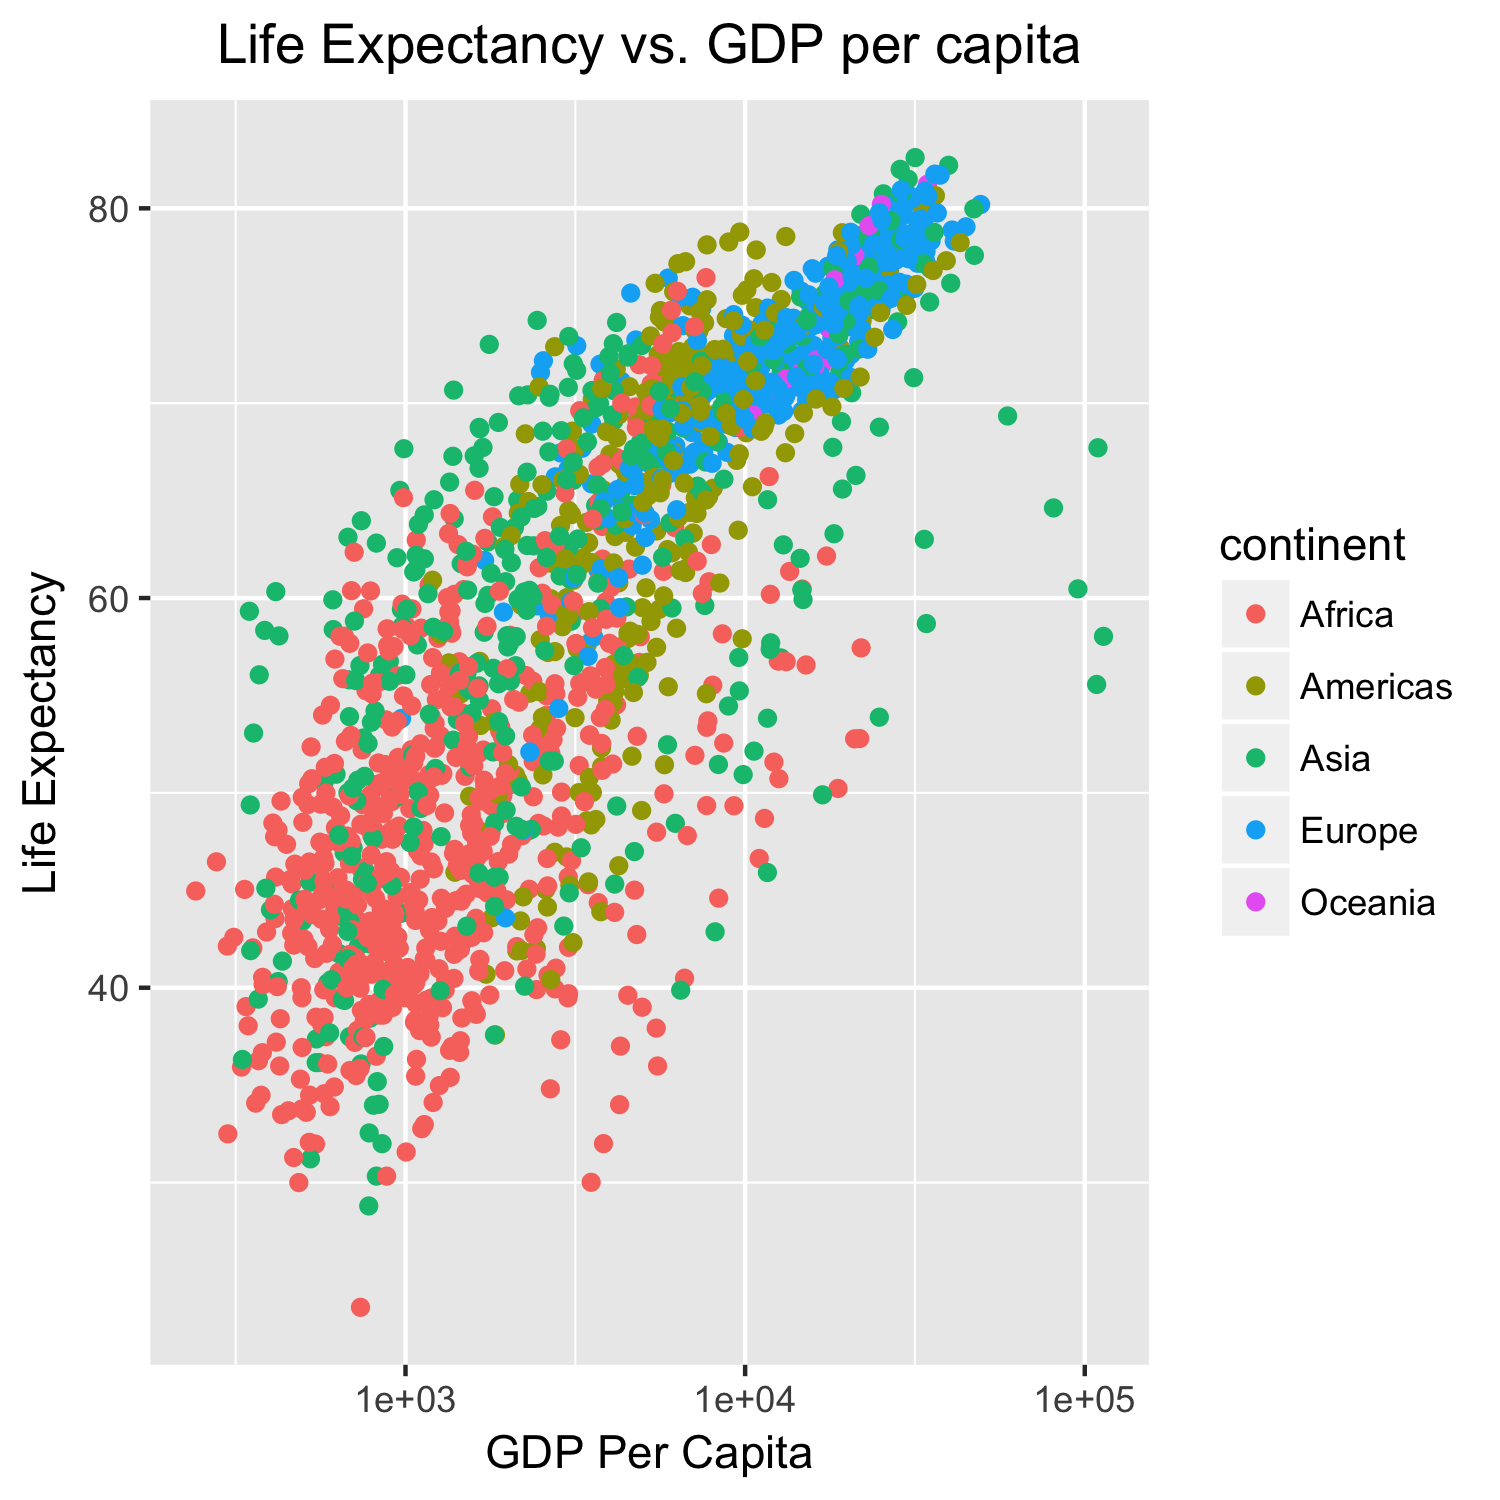 Life Expectancy vs. GDP per capita
Life Expectancy
80
60
40
1e+03 1e+04 1e+05
GDP Per Capita
continent
Africa
Americas
Asia
Europe
Oceania